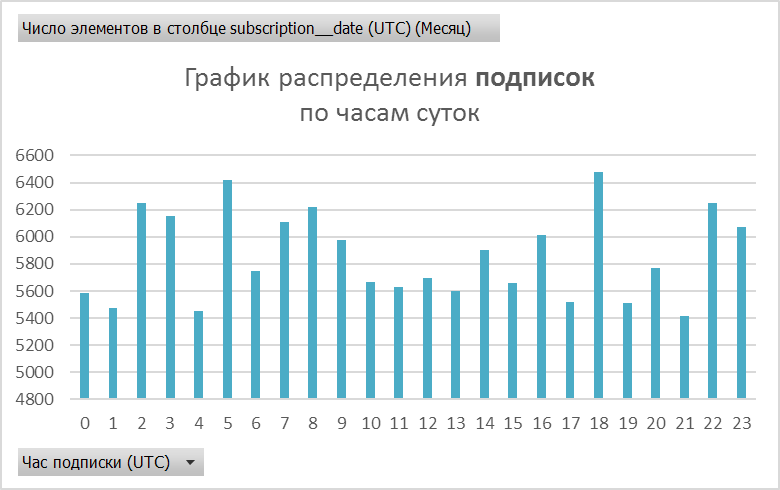 Число элементов в столбце subscription__date (UTC) (Месяц)
График распределения подписок
по часам суток
6600
6400
6200
6000
5800
5600
5400
5200
5000
4800
0 1 2 3 4 5 6 7 8 9 10 11 12 13 14 15 16 17 18 19 20 21 22 23
Час подписки (UTC)